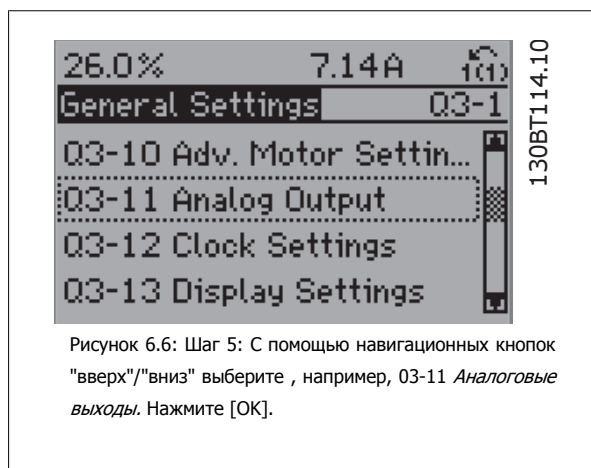 26.0% 7.14A 1(1)
General Settings Q3-1
Q3-10 Adv. Motor Settin...
Q3-11 Analog Output
Q3-12 Clock Settings
Q3-13 Display Settings
130BT114.10
Рисунок 6.6: Шаг 5: С помощью навигационных кнопок
"вверх"/"вниз" выберите , например, 03-11 Аналоговые
выходы. Нажмите [OK].